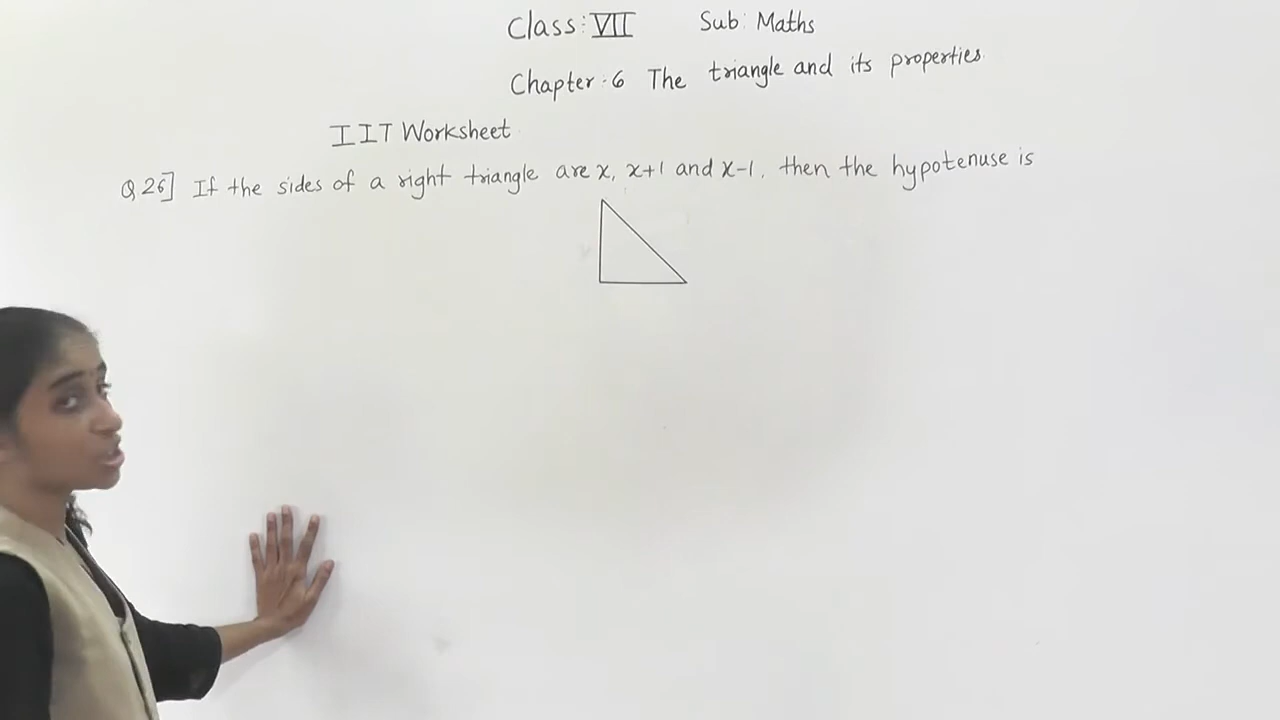 Class: VII Sub: Maths
Chapter: 6 The triangle and its properties.
IIT Worksheet
Q 26] If the sides of a right triangle are x, x+1 and x-1, then the hypotenuse is